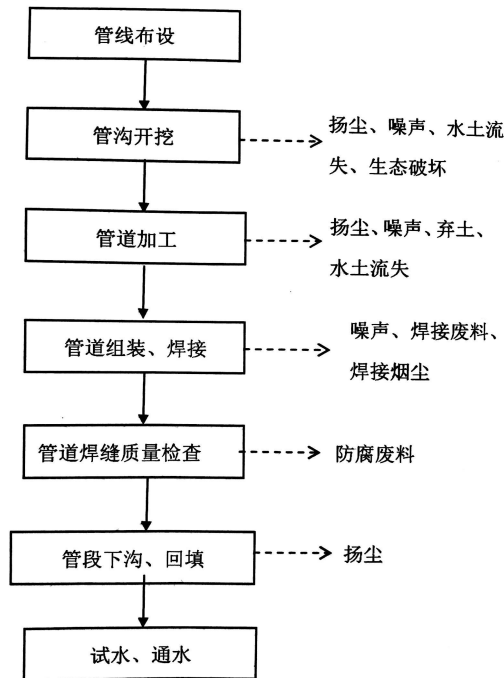 管线布设
管沟开挖
扬尘、噪声、水土流
失、生态破坏
管道加工
扬尘、噪声、弃土、
水土流失
管道组装、焊接
噪声、焊接废料、
焊接烟尘
管道焊缝质量检查
防腐废料
管段下沟、回填
扬尘
试水、通水